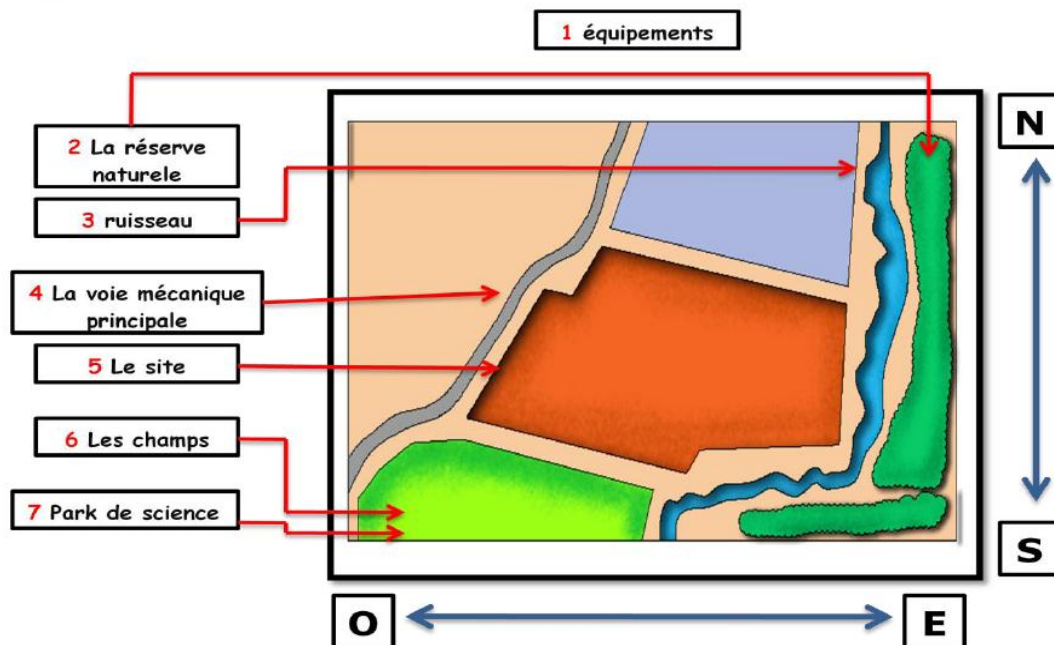 1 équipements
2 La réserve
naturele
3 ruisseau
4 La voie mécanique
principale
5 Le site
6 Les champs
7 Park de science
N
S
O
E